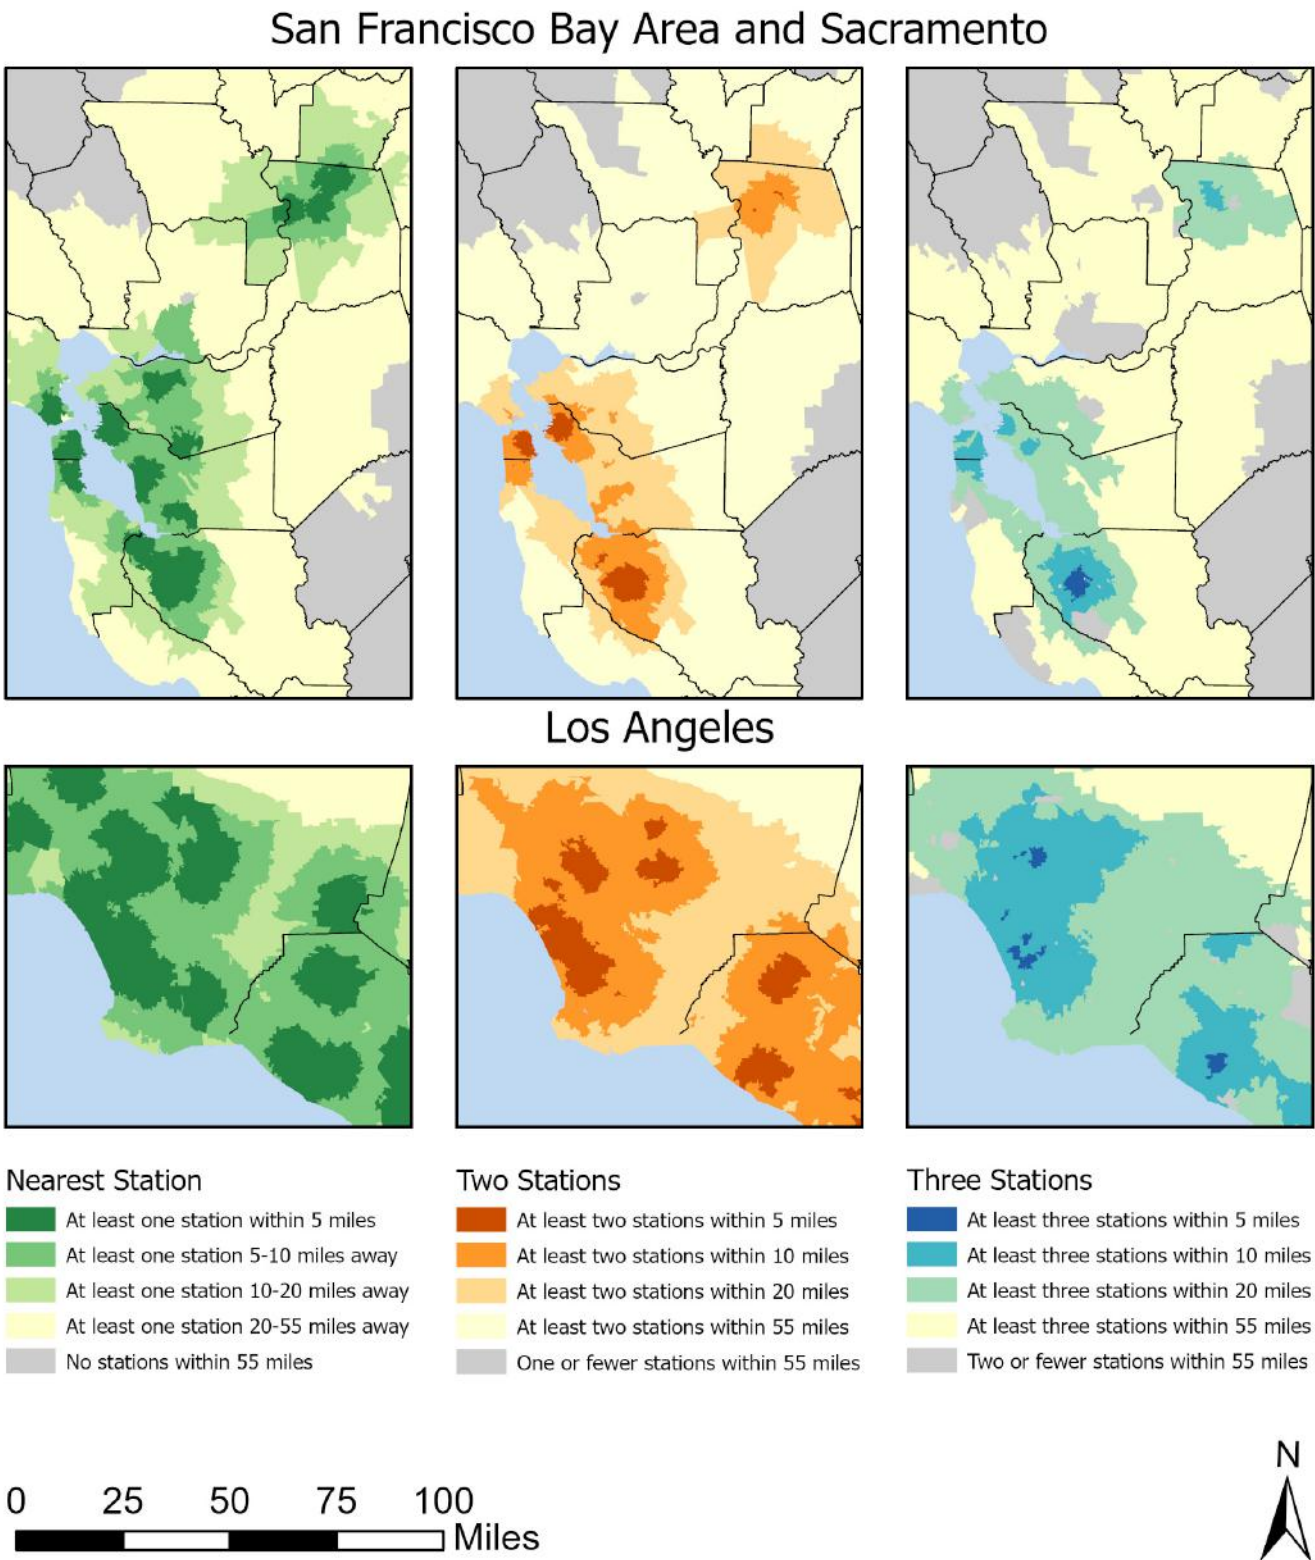 San Francisco Bay Area and Sacramento
Los Angeles
Nearest Station
At least one station within 5 miles
At least one station 5-10 miles away
At least one station 10-20 miles away
At least one station 20-55 miles away
No stations within 55 miles
Two Stations
At least two stations within 5 miles
At least two stations within 10 miles
At least two stations within 20 miles
At least two stations within 55 miles
One or fewer stations within 55 miles
Three Stations
At least three stations within 5 miles
At least three stations within 10 miles
At least three stations within 20 miles
At least three stations within 55 miles
Two or fewer stations within 55 miles
0 25 50 75 100
Miles
N